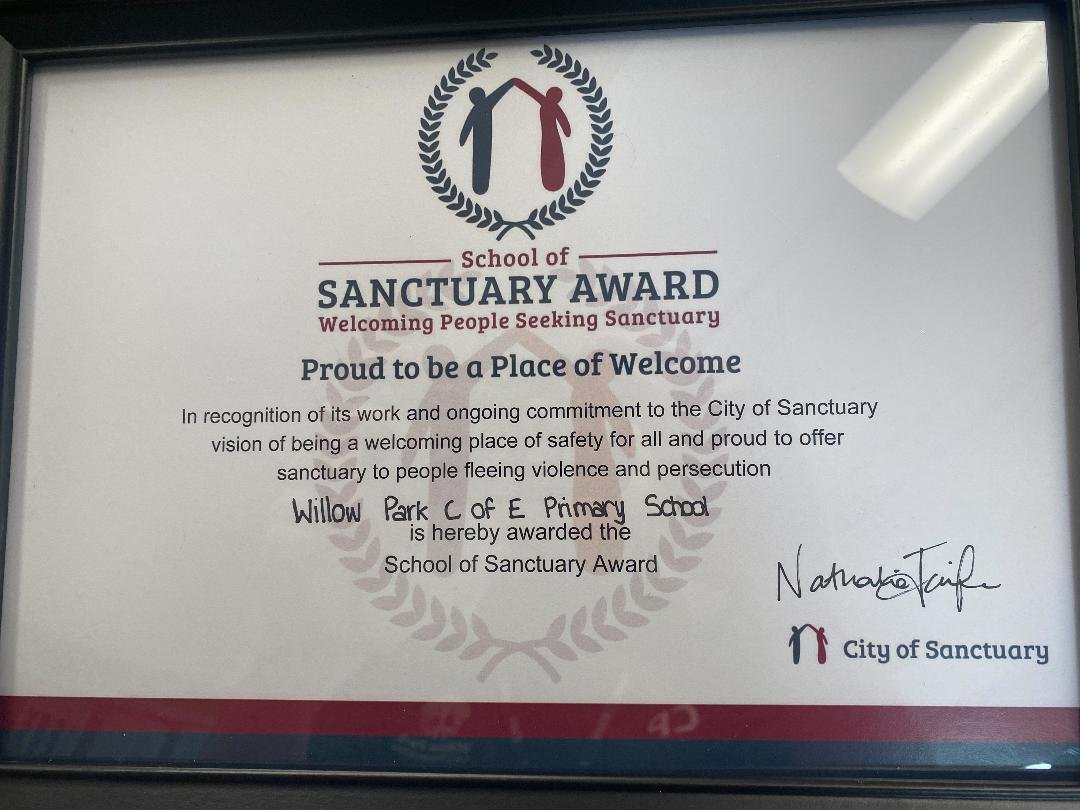 School of
SANCTUARY AWARD
Welcoming People Seeking Sanctuary
Proud to be a Place of Welcome
In recognition of its work and ongoing commitment to the City of Sanctuary
vision of being a welcoming place of safety for all and proud to offer
sanctuary to people fleeing violence and persecution
Willow Park C of E Primary School
is hereby awarded the
School of Sanctuary Award
City of Sanctuary